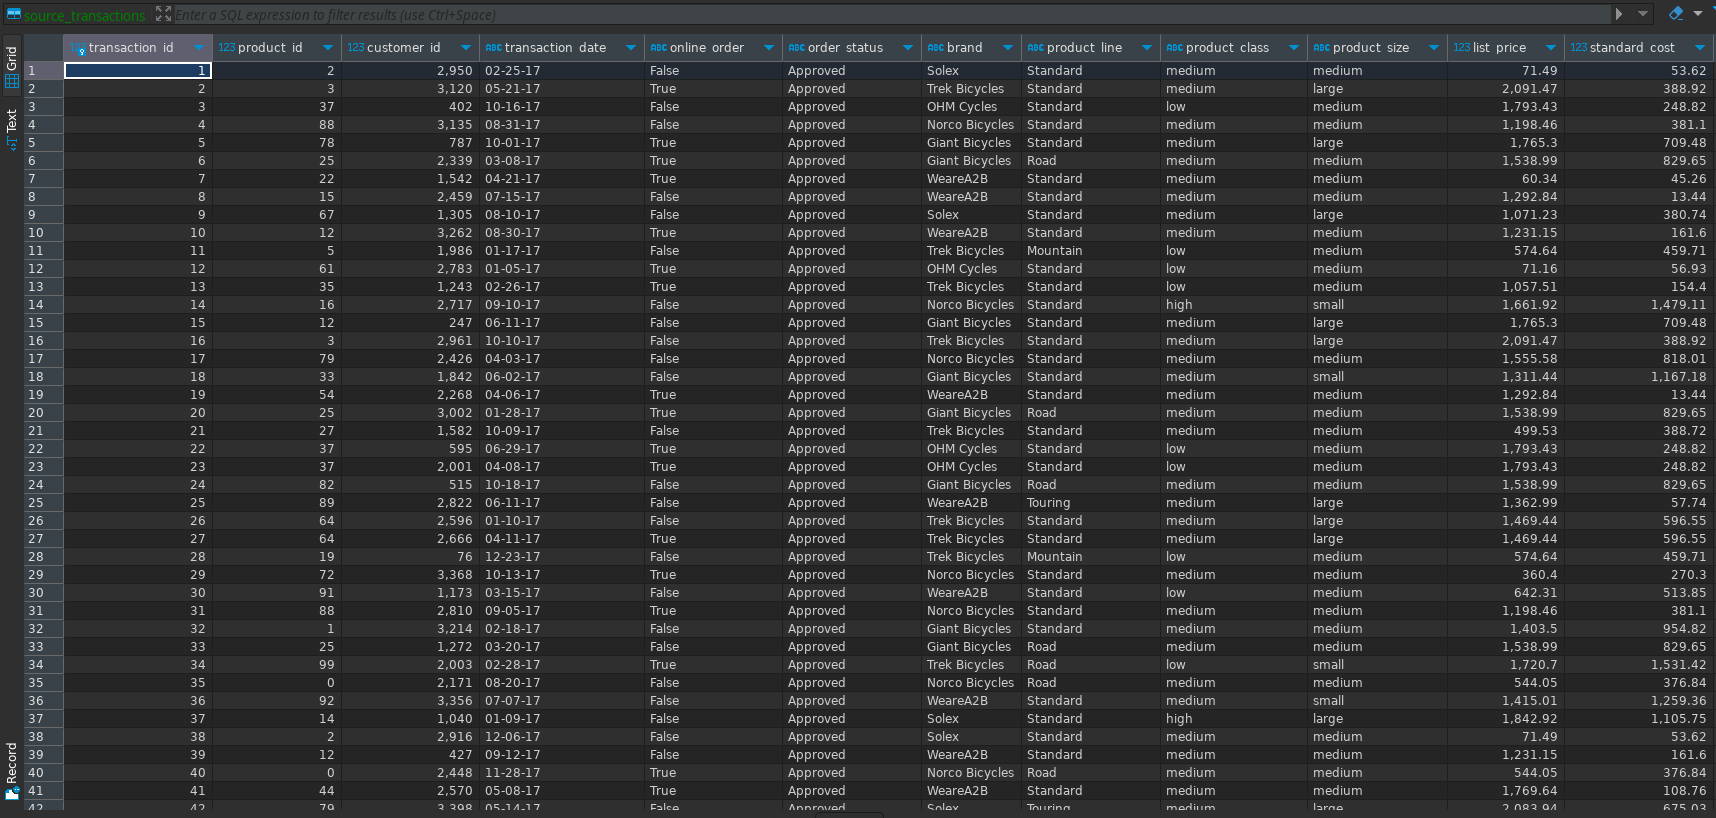 source_transactions Enter a SQL expression to filter results (use Ctrl+Space)
Grid
Text
Record
transaction_id 123 product_id 123 customer_id ABC transaction_date ABC online_order ABC order_status ABC brand ABC product_line ABC product_class ABC product_size 123 list_price 123 standard_cost
1 1 2 2,950 02-25-17 False Approved Solex Standard medium medium 71.49 53.62
2 2 3 3,120 05-21-17 True Approved Trek Bicycles Standard medium large 2,091.47 388.92
3 3 37 402 10-16-17 False Approved OHM Cycles Standard low medium 1,793.43 248.82
4 4 88 3,135 08-31-17 False Approved Norco Bicycles Standard medium medium 1,198.46 381.1
5 5 78 787 10-01-17 True Approved Giant Bicycles Standard medium large 1,765.3 709.48
6 6 25 2,339 03-08-17 True Approved Giant Bicycles Road medium medium 1,538.99 829.65
7 7 22 1,542 04-21-17 True Approved WeareA2B Standard medium medium 60.34 45.26
8 8 15 2,459 07-15-17 False Approved WeareA2B Standard medium medium 1,292.84 13.44
9 9 67 1,305 08-10-17 False Approved Solex Standard medium large 1,071.23 380.74
10 10 12 3,262 08-30-17 True Approved WeareA2B Standard medium medium 1,231.15 161.6
11 11 5 1,986 01-17-17 False Approved Trek Bicycles Mountain low medium 574.64 459.71
12 12 61 2,783 01-05-17 True Approved OHM Cycles Standard low medium 71.16 56.93
13 13 35 1,243 02-26-17 True Approved Trek Bicycles Standard low medium 1,057.51 154.4
14 14 16 2,717 09-10-17 False Approved Norco Bicycles Standard high small 1,661.92 1,479.11
15 15 12 247 06-11-17 False Approved Giant Bicycles Standard medium large 1,765.3 709.48
16 16 3 2,961 10-10-17 False Approved Trek Bicycles Standard medium large 2,091.47 388.92
17 17 79 2,426 04-03-17 False Approved Norco Bicycles Standard medium medium 1,555.58 818.01
18 18 33 1,842 06-02-17 False Approved Giant Bicycles Standard medium small 1,311.44 1,167.18
19 19 54 2,268 04-06-17 True Approved WeareA2B Standard medium medium 1,292.84 13.44
20 20 25 3,002 01-28-17 True Approved Giant Bicycles Road medium medium 1,538.99 829.65
21 21 27 1,582 10-09-17 False Approved Trek Bicycles Standard medium medium 499.53 388.72
22 22 37 595 06-29-17 True Approved OHM Cycles Standard low medium 1,793.43 248.82
23 23 37 2,001 04-08-17 True Approved OHM Cycles Standard low medium 1,793.43 248.82
24 24 82 515 10-18-17 False Approved Giant Bicycles Road medium medium 1,538.99 829.65
25 25 89 2,822 06-11-17 False Approved WeareA2B Touring medium large 1,362.99 57.74
26 26 64 2,596 01-10-17 False Approved Trek Bicycles Standard medium large 1,469.44 596.55
27 27 64 2,666 04-11-17 True Approved Trek Bicycles Standard medium large 1,469.44 596.55
28 28 19 76 12-23-17 False Approved Trek Bicycles Mountain low medium 574.64 459.71
29 29 72 3,368 10-13-17 True Approved Norco Bicycles Standard medium medium 360.4 270.3
30 30 91 1,173 03-15-17 False Approved WeareA2B Standard low medium 642.31 513.85
31 31 88 2,810 09-05-17 True Approved Norco Bicycles Standard medium medium 1,198.46 381.1
32 32 1 3,214 02-18-17 False Approved Giant Bicycles Standard medium medium 1,403.5 954.82
33 33 25 1,272 03-20-17 False Approved Giant Bicycles Road medium medium 1,538.99 829.65
34 34 99 2,003 02-28-17 True Approved Trek Bicycles Road low small 1,720.7 1,531.42
35 35 0 2,171 08-20-17 False Approved Norco Bicycles Road medium medium 544.05 376.84
36 36 92 3,356 07-07-17 False Approved WeareA2B Standard medium small 1,415.01 1,259.36
37 37 14 1,040 01-09-17 False Approved Solex Standard high large 1,842.92 1,105.75
38 38 2 2,916 12-06-17 False Approved Solex Standard medium medium 71.49 53.62
39 39 12 427 09-12-17 False Approved WeareA2B Standard medium medium 1,231.15 161.6
40 40 0 2,448 11-28-17 True Approved Norco Bicycles Road medium medium 544.05 376.84
41 41 44 2,570 05-08-17 True Approved WeareA2B Standard medium medium 1,769.64 108.76
42 42 79 3,398 05-14-17 False Approved Solex Touring medium large 2,083.94 675.03